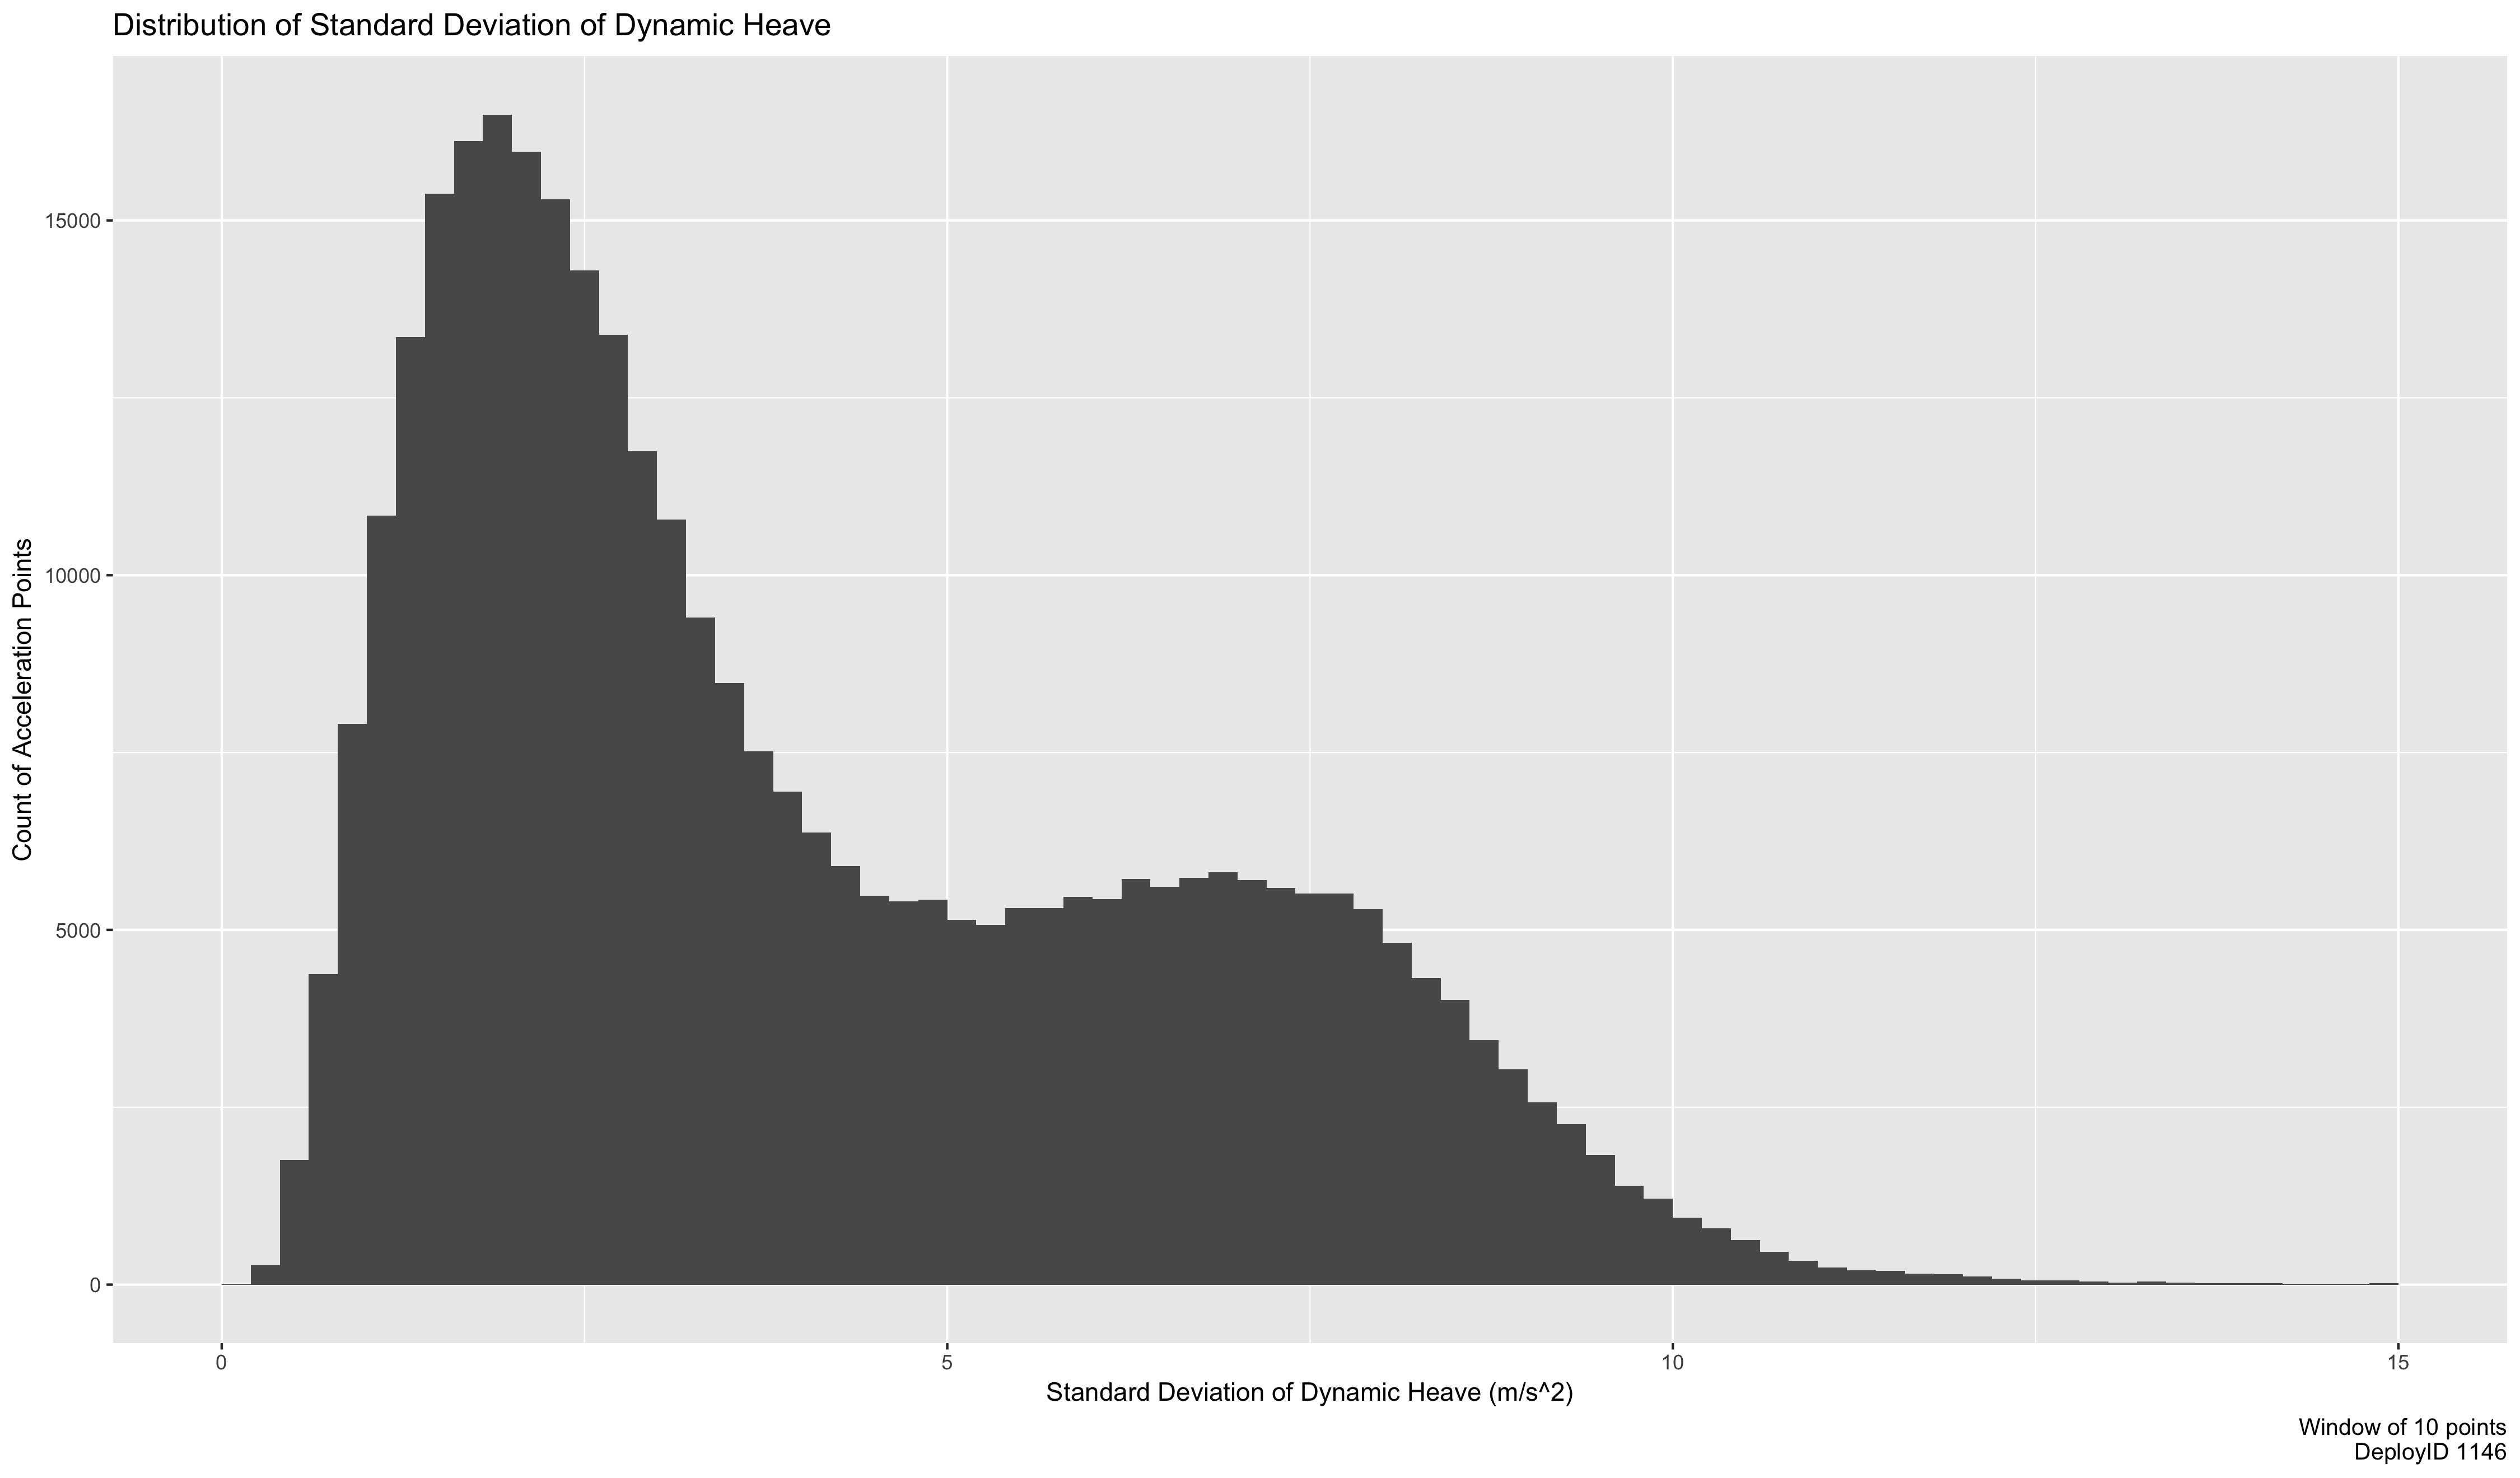 Distribution of Standard Deviation of Dynamic Heave
Count of Acceleration Points
15000
10000
5000
0
0
5
10
15
Standard Deviation of Dynamic Heave (m/s^2)
Window of 10 points
DeployID 1146